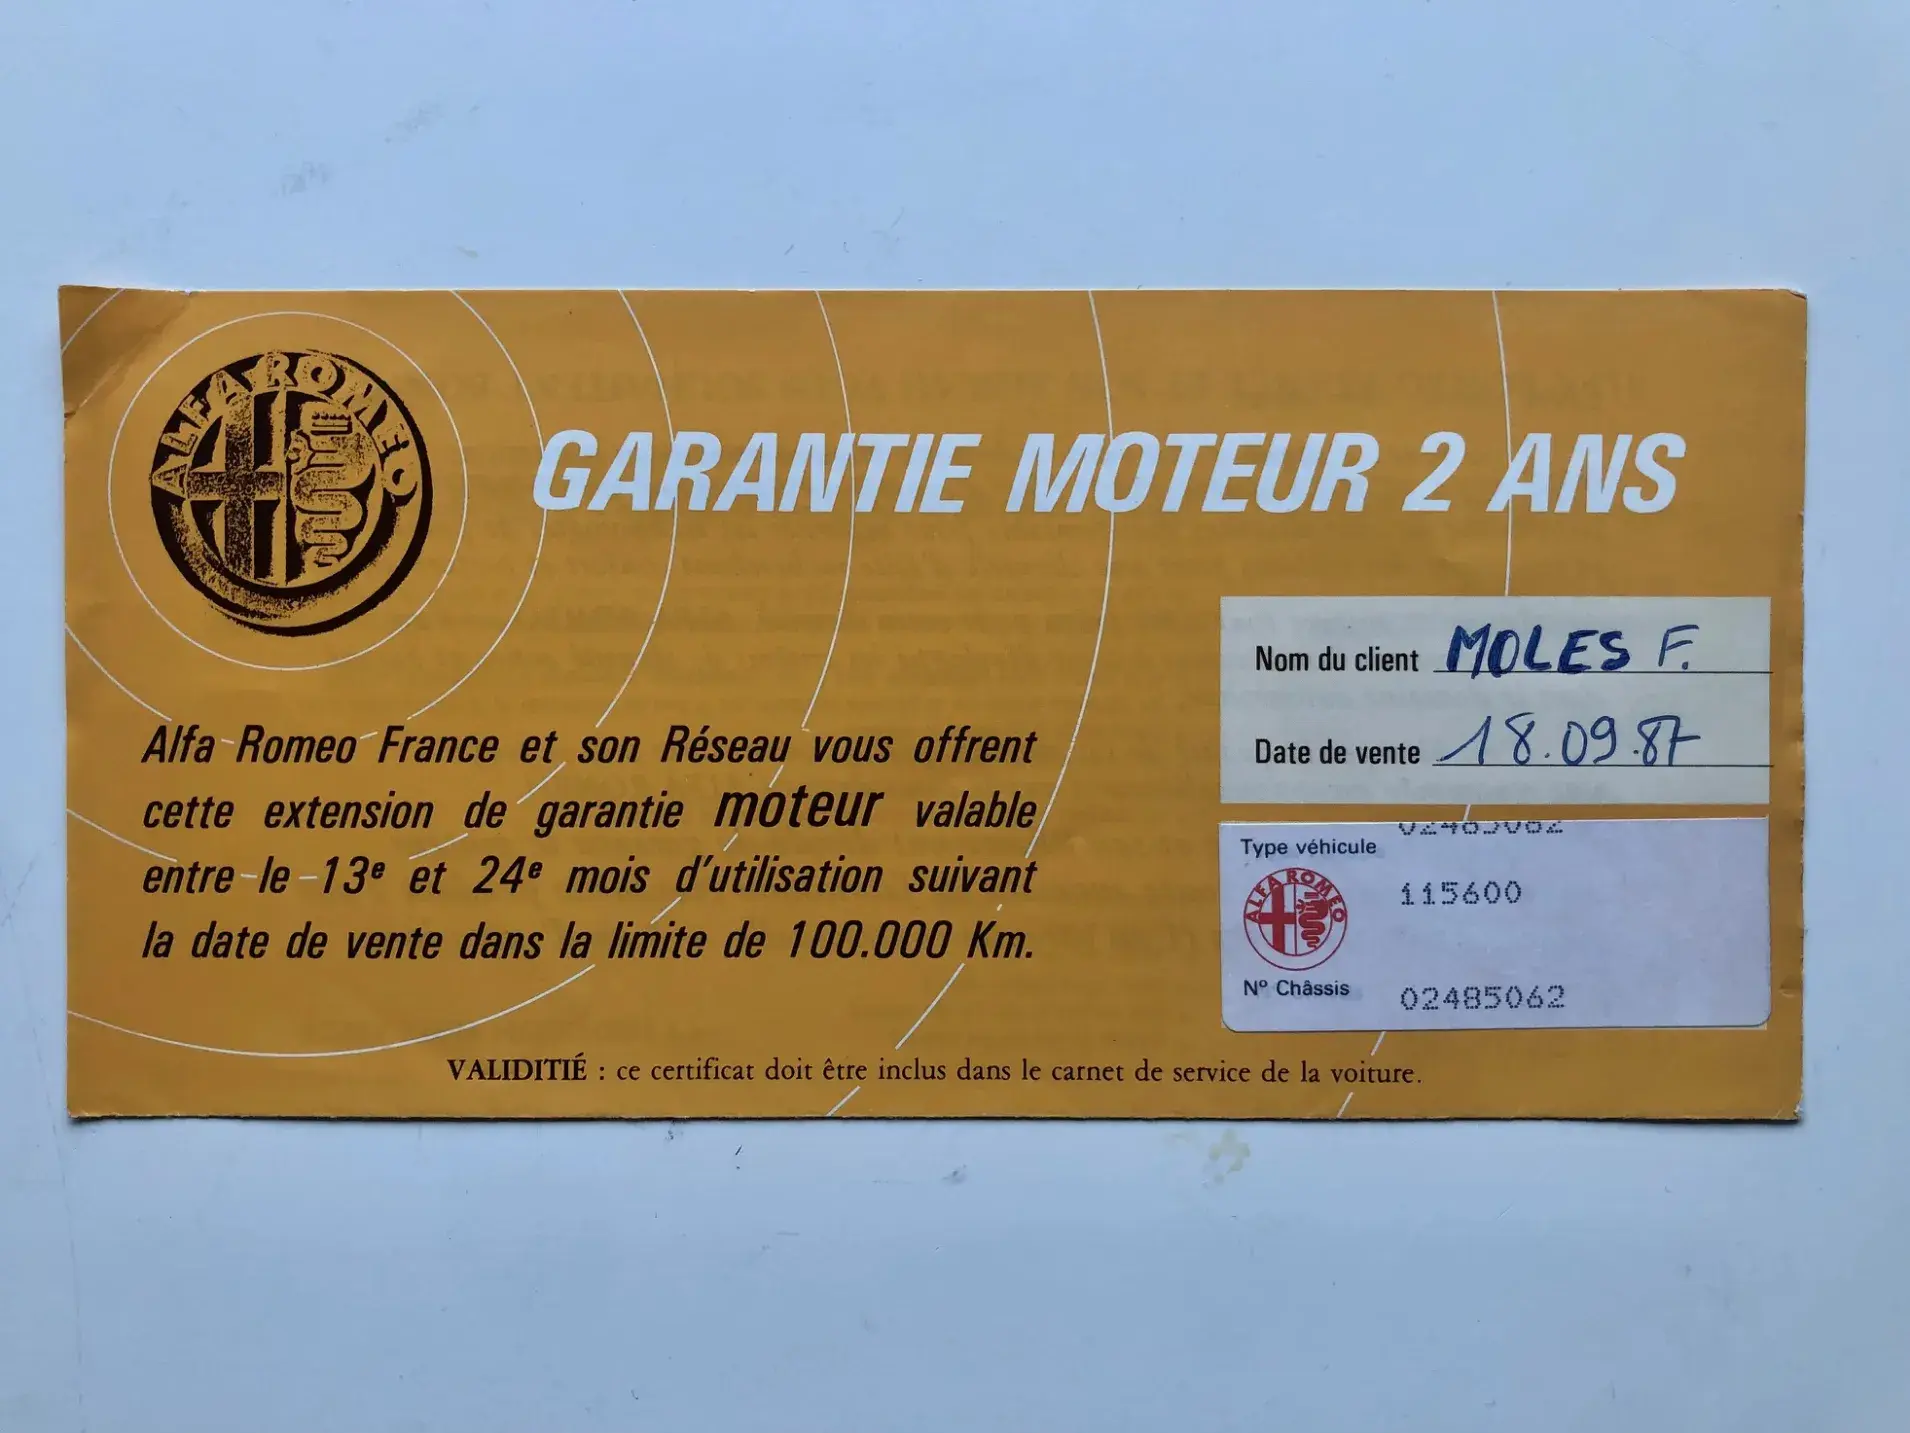 ALFA ROMEO
GARANTIE MOTEUR 2 ANS
Nom du client MOLES F.
Date de vente 18.09.87
Alfa Romeo France et son Réseau vous offrent
cette extension de garantie moteur valable
entre le 13e et 24e mois d'utilisation suivant
la date de vente dans la limite de 100.000 Km.
02485062
Type véhicule 115600
ALFA ROMEO
Nº Châssis 02485062
VALIDITIÉ : ce certificat doit être inclus dans le carnet de service de la voiture.